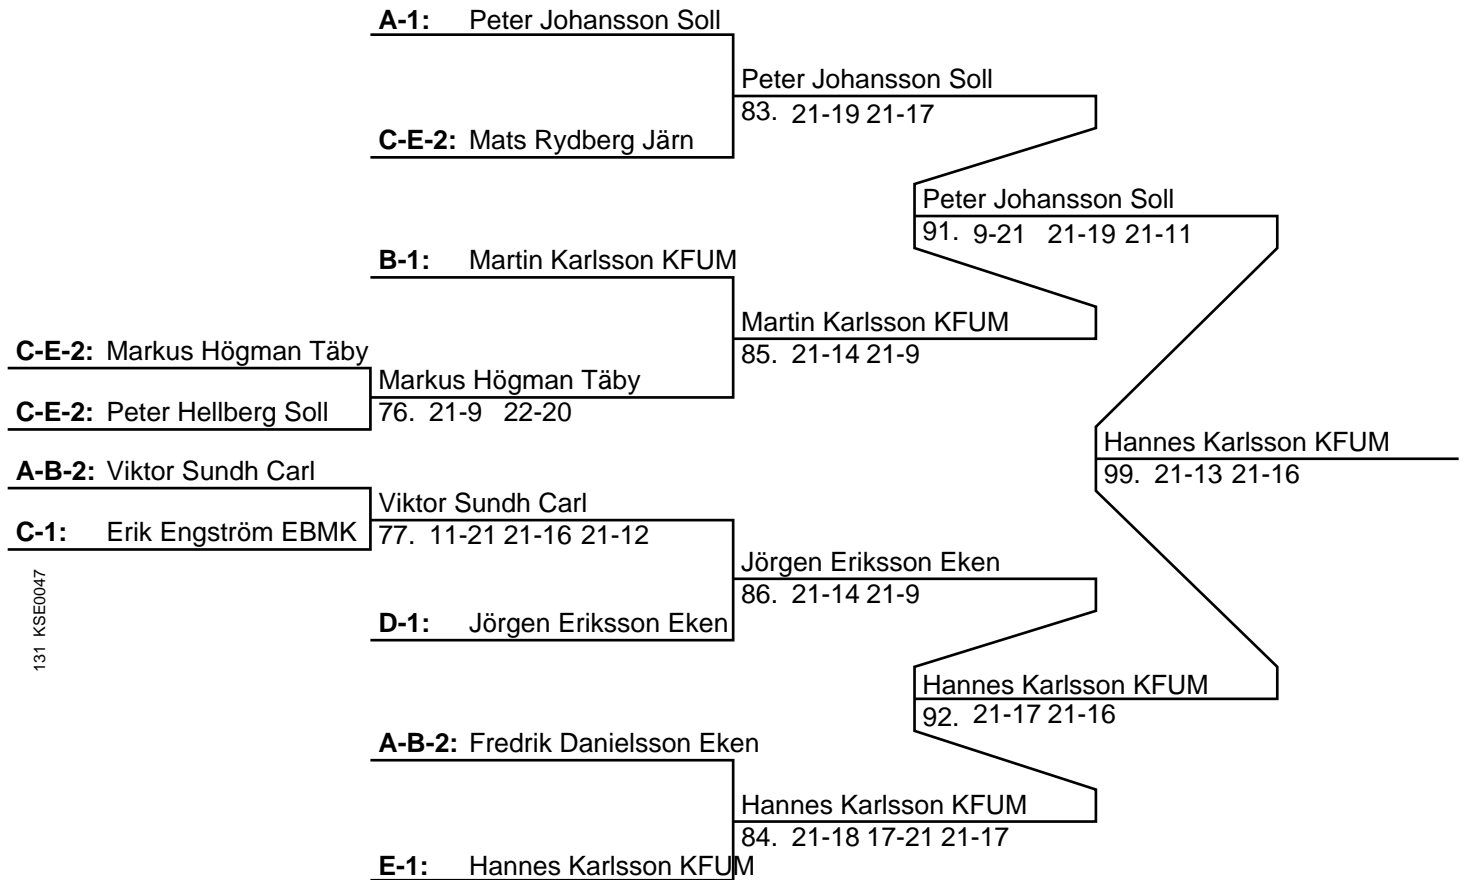 A-1: Peter Johansson Soll
Peter Johansson Soll
83. 21-19 21-17
C-E-2: Mats Rydberg Järn
Peter Johansson Soll
91. 9-21 21-19 21-11
B-1: Martin Karlsson KFUM
Martin Karlsson KFUM
85. 21-14 21-9
C-E-2: Markus Högman Täby
Markus Högman Täby
76. 21-9 22-20
C-E-2: Peter Hellberg Soll
Hannes Karlsson KFUM
99. 21-13 21-16
A-B-2: Viktor Sundh Carl
Viktor Sundh Carl
77. 11-21 21-16 21-12
C-1: Erik Engström EBMK
Jörgen Eriksson Eken
86. 21-14 21-9
D-1: Jörgen Eriksson Eken
131 KSE0047
Hannes Karlsson KFUM
92. 21-17 21-16
A-B-2: Fredrik Danielsson Eken
Hannes Karlsson KFUM
84. 21-18 17-21 21-17
E-1: Hannes Karlsson KFUM